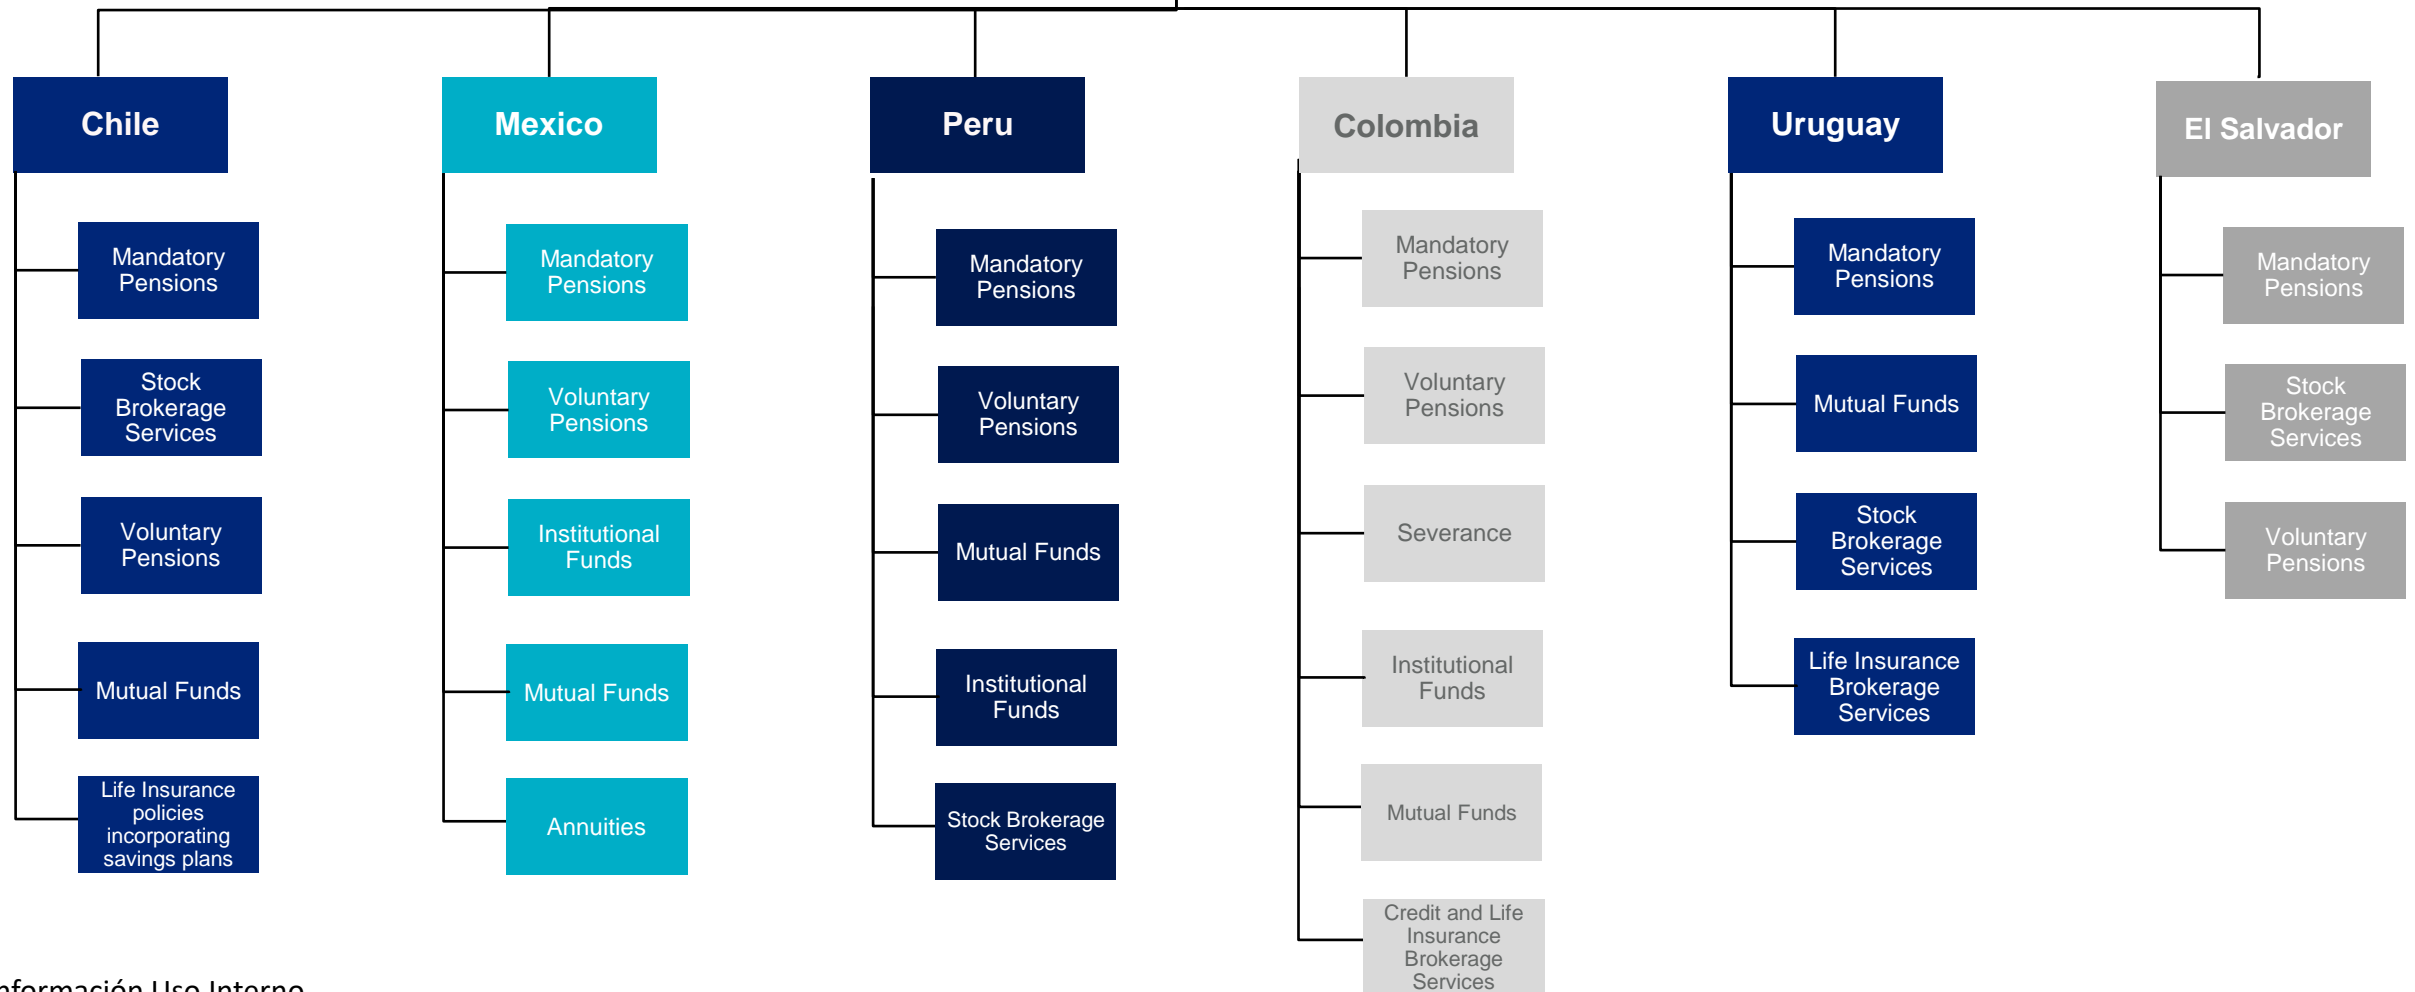 Chile
Mandatory
Pensions
Stock
Brokerage
Services
Voluntary
Pensions
Mutual Funds
Life Insurance
policies
incorporating
savings plans
Mexico
Mandatory
Pensions
Voluntary
Pensions
Institutional
Funds
Mutual Funds
Annuities
Peru
Mandatory
Pensions
Voluntary
Pensions
Mutual Funds
Institutional
Funds
Stock Brokerage
Services
Colombia
Mandatory
Pensions
Voluntary
Pensions
Severance
Institutional
Funds
Mutual Funds
Credit and Life
Insurance
Brokerage
Services
Uruguay
Mandatory
Pensions
Mutual Funds
Stock
Brokerage
Services
Life Insurance
Brokerage
Services
El Salvador
Mandatory
Pensions
Stock
Brokerage
Services
Voluntary
Pensions
nformación Uso Interno